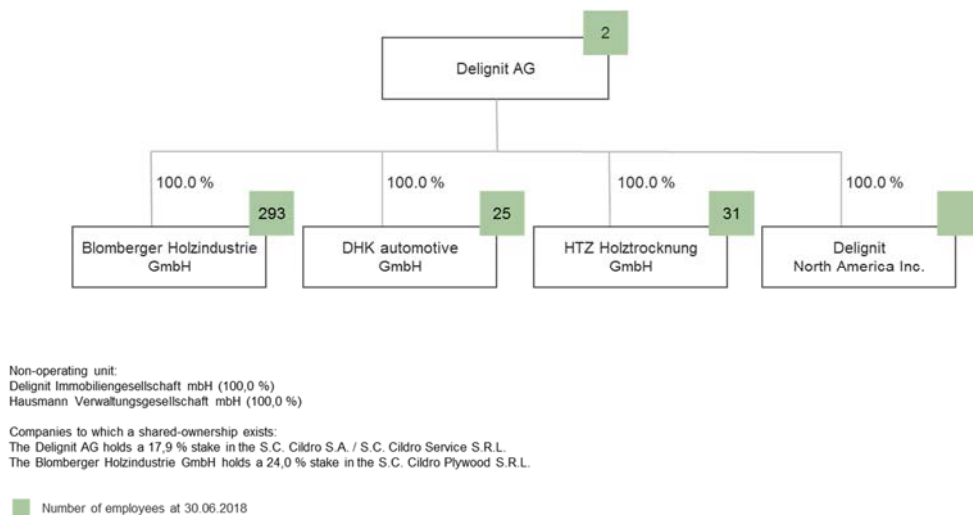 2
Delignit AG
100.0 %
100.0 %
100.0 %
100.0 %
293
25
31
Blomberger Holzindustrie
GmbH
DHK automotive
GmbH
HTZ Holztrocknung
GmbH
Delignit
North America Inc.
Non-operating unit:
Delignit Immobiliengesellschaft mbH (100,0 %)
Hausmann Verwaltungsgesellschaft mbH (100,0 %)
Companies to which a shared-ownership exists:
The Delignit AG holds a 17,9 % stake in the S.C. Cildro S.A. / S.C. Cildro Service S.R.L.
The Blomberger Holzindustrie GmbH holds a 24,0 % stake in the S.C. Cildro Plywood S.R.L.
Number of employees at 30.06.2018